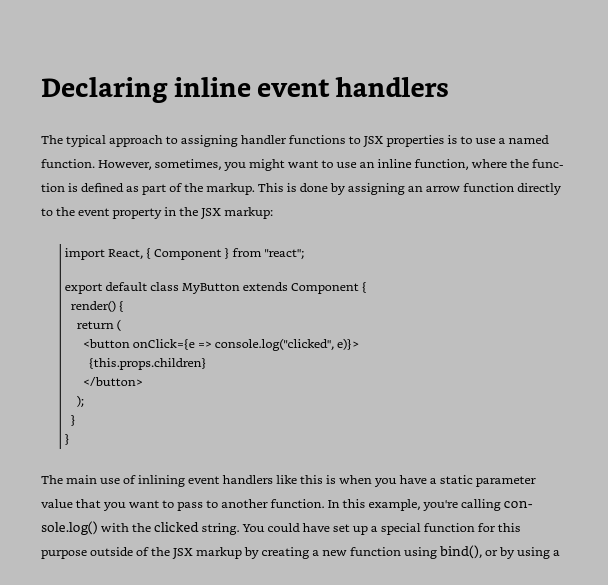 Declaring inline event handlers
The typical approach to assigning handler functions to JSX properties is to use a named
function. However, sometimes, you might want to use an inline function, where the func-
tion is defined as part of the markup. This is done by assigning an arrow function directly
to the event property in the JSX markup:
import React, { Component } from "react";
export default class MyButton extends Component {
render() {
return (
<button onClick={e => console.log("clicked", e)}>
{this.props.children}
</button>
);
}
}
The main use of inlining event handlers like this is when you have a static parameter
value that you want to pass to another function. In this example, you're calling con-
sole.log() with the clicked string. You could have set up a special function for this
purpose outside of the JSX markup by creating a new function using bind(), or by using a